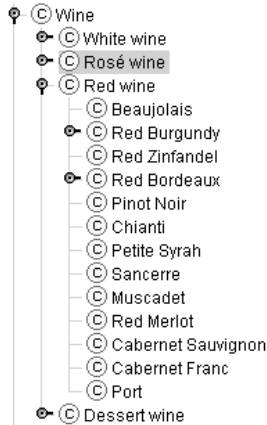 C Wine
C White wine
C Rosé wine
C Red wine
C Beaujolais
C Red Burgundy
C Red Zinfandel
C Red Bordeaux
C Pinot Noir
C Chianti
C Petite Syrah
C Sancerre
C Muscadet
C Red Merlot
C Cabernet Sauvignon
C Cabernet Franc
C Port
C Dessert wine